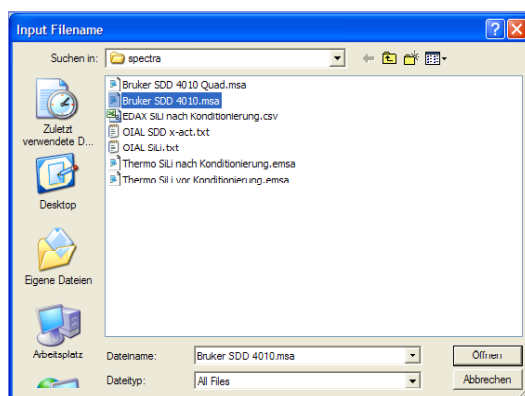 Input Filename
Suchen in:
spectra
Bruker SDD 4010 Quad.msa
Bruker SDD 4010.msa
EDAX SiLi nach Konditionierung.csv
OIAL SDD x-act.txt
OIAL SiLi.txt
Thermo SiLi nach Konditionierung.emsa
Thermo SiLi vor Konditionierung.emsa
Zuletzt
verwendete D...
Desktop
Eigene Dateien
Arbeitsplatz
Dateiname:
Bruker SDD 4010.msa
Öffnen
Dateityp:
All Files
Abbrechen